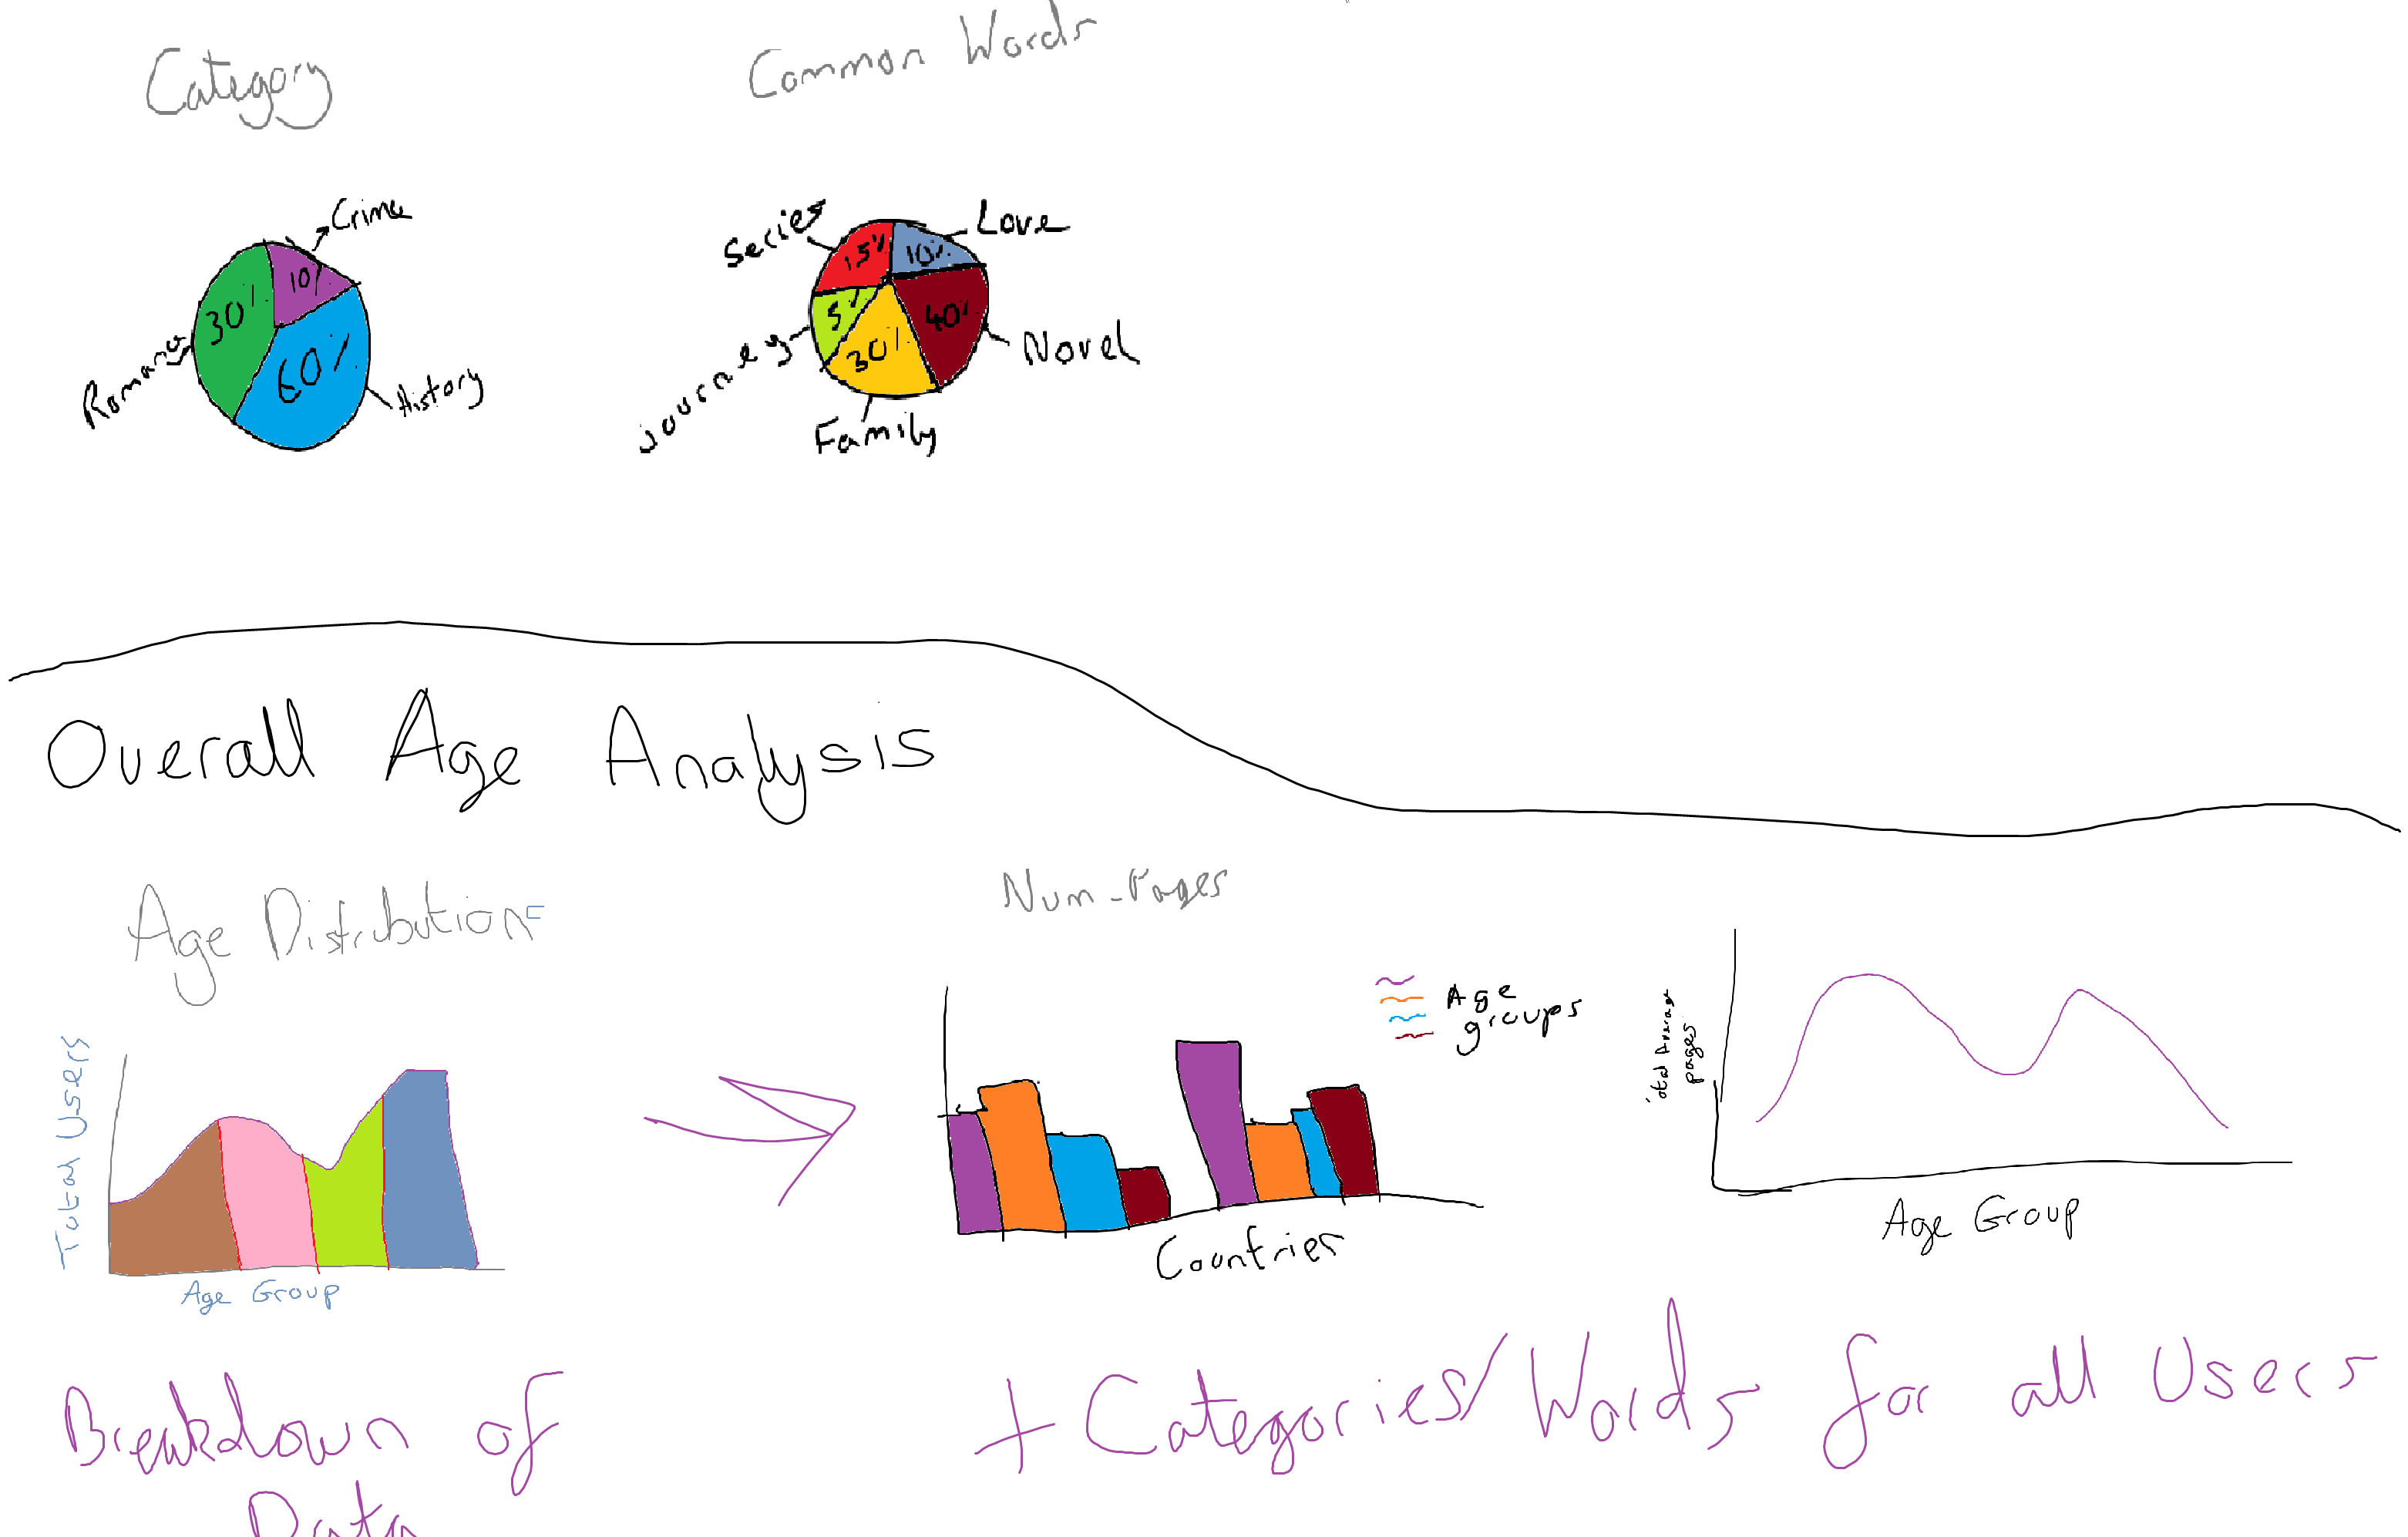 Category
Common Words
Crime
10%
30%
60%
Romance
History
Series
Love
15%
10%
5%
40%
30%
Journey
Novel
Family
Overall Age Analysis
Age Distribution
Num-Pages
Age
groups
Total Users
Age Group
Countries
Total Average
pages
Age Group
Breakdown of
Data
+ Categories/Words for all Users